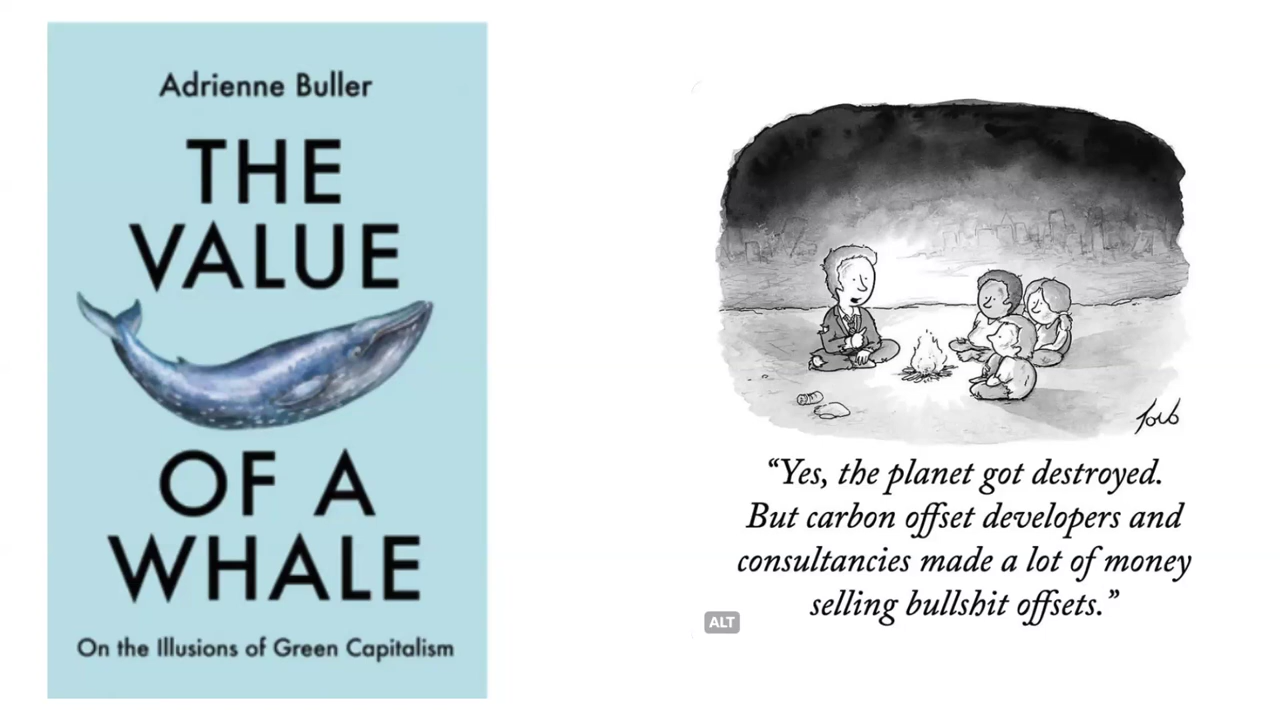 Adrienne Buller
THE
VALUE
OF A
WHALE
On the Illusions of Green Capitalism
“Yes, the planet got destroyed.
But carbon offset developers and
consultancies made a lot of money
selling bullshit offsets.”
ALT